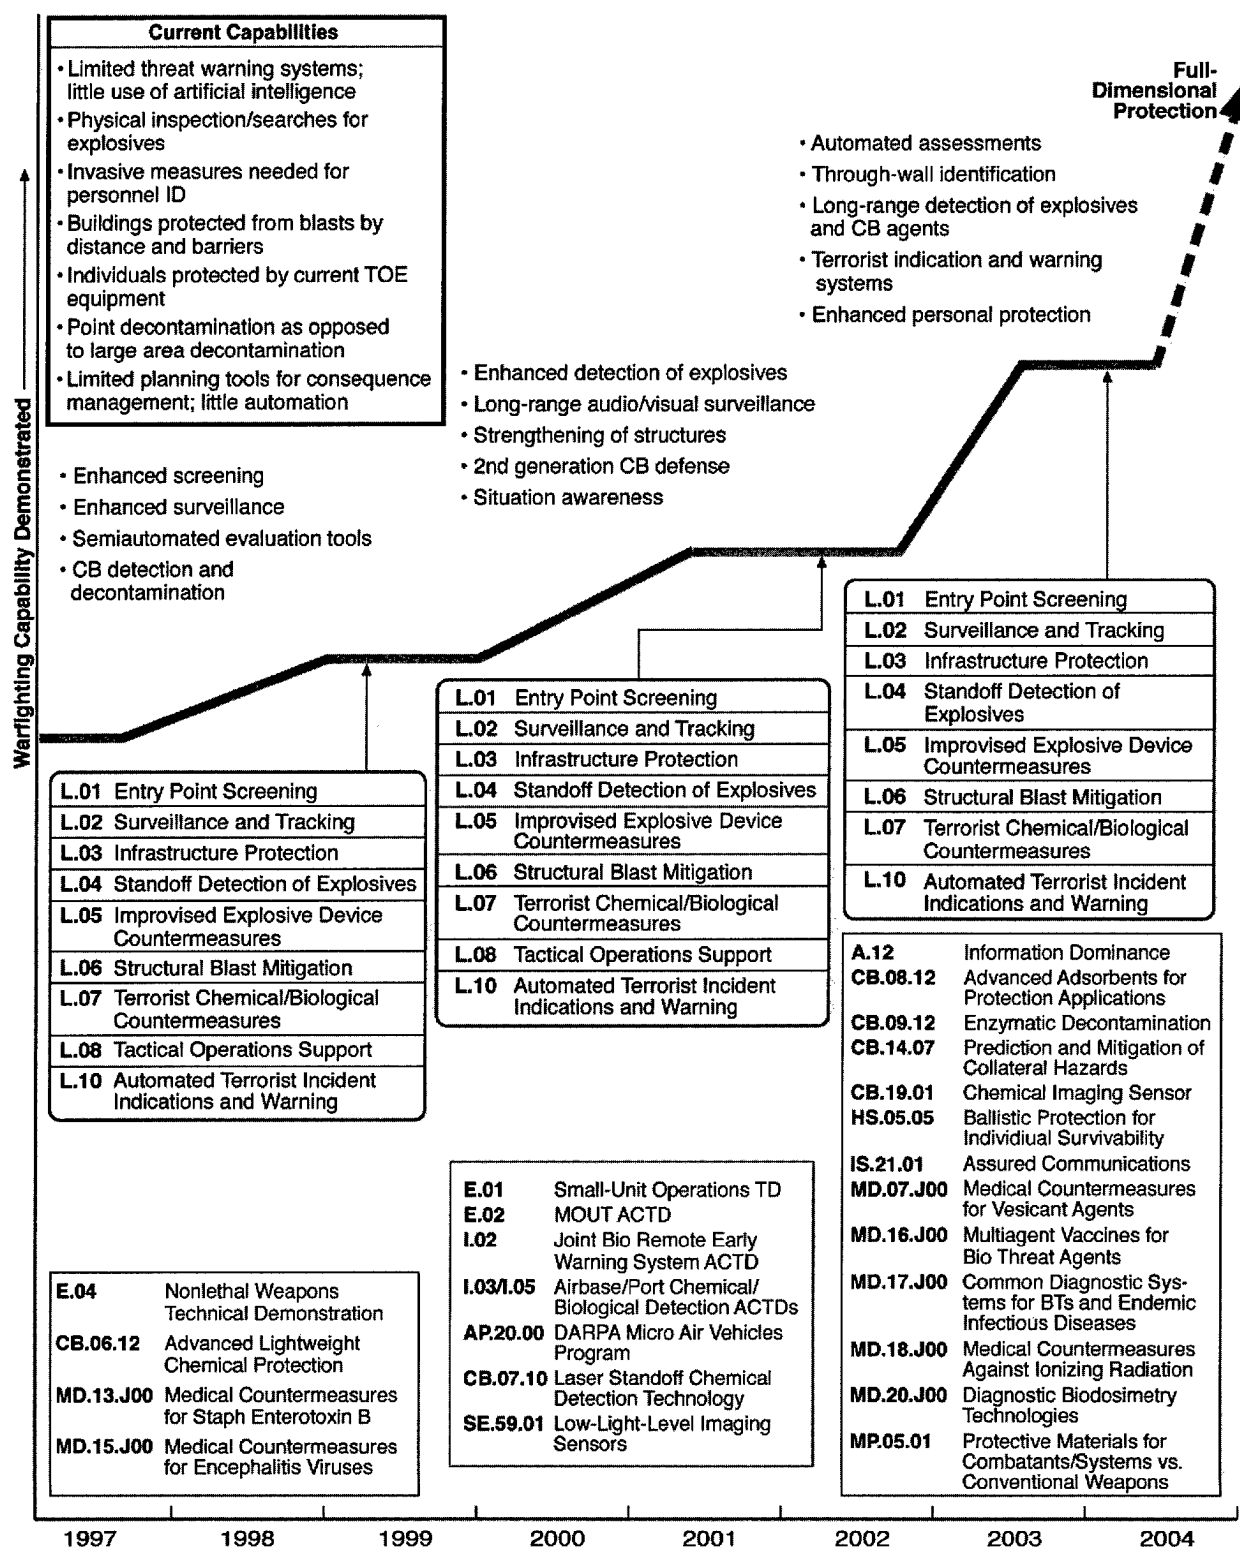 Current Capabilities
• Limited threat warning systems;
little use of artificial intelligence
• Physical inspection/searches for
explosives
• Invasive measures needed for
personnel ID
• Buildings protected from blasts by
distance and barriers
• Individuals protected by current TOE
equipment
• Point decontamination as opposed
to large area decontamination
• Limited planning tools for consequence
management; little automation
Full-
Dimensional
Protection
• Automated assessments
• Through-wall identification
• Long-range detection of explosives
and CB agents
• Terrorist indication and warning
systems
• Enhanced personal protection
• Enhanced detection of explosives
• Long-range audio/visual surveillance
• Strengthening of structures
• 2nd generation CB defense
• Situation awareness
• Enhanced screening
• Enhanced surveillance
• Semiautomated evaluation tools
• CB detection and
decontamination
Warfighting Capability Demonstrated
L.01 Entry Point Screening
L.02 Surveillance and Tracking
L.03 Infrastructure Protection
L.04 Standoff Detection of Explosives
L.05 Improvised Explosive Device
Countermeasures
L.06 Structural Blast Mitigation
L.07 Terrorist Chemical/Biological
Countermeasures
L.08 Tactical Operations Support
L.10 Automated Terrorist Incident
Indications and Warning
L.01 Entry Point Screening
L.02 Surveillance and Tracking
L.03 Infrastructure Protection
L.04 Standoff Detection of Explosives
L.05 Improvised Explosive Device
Countermeasures
L.06 Structural Blast Mitigation
L.07 Terrorist Chemical/Biological
Countermeasures
L.08 Tactical Operations Support
L.10 Automated Terrorist Incident
Indications and Warning
L.01 Entry Point Screening
L.02 Surveillance and Tracking
L.03 Infrastructure Protection
L.04 Standoff Detection of
Explosives
L.05 Improvised Explosive Device
Countermeasures
L.06 Structural Blast Mitigation
L.07 Terrorist Chemical/Biological
Countermeasures
L.10 Automated Terrorist Incident
Indications and Warning
E.04 Nonlethal Weapons
Technical Demonstration
CB.06.12 Advanced Lightweight
Chemical Protection
MD.13.J00 Medical Countermeasures
for Staph Enterotoxin B
MD.15.J00 Medical Countermeasures
for Encephalitis Viruses
E.01 Small-Unit Operations TD
E.02 MOUT ACTD
I.02 Joint Bio Remote Early
Warning System ACTD
I.03/I.05 Airbase/Port Chemical/
Biological Detection ACTDs
AP.20.00 DARPA Micro Air Vehicles
Program
CB.07.10 Laser Standoff Chemical
Detection Technology
SE.59.01 Low-Light-Level Imaging
Sensors
A.12 Information Dominance
CB.08.12 Advanced Adsorbents for
Protection Applications
CB.09.12 Enzymatic Decontamination
CB.14.07 Prediction and Mitigation of
Collateral Hazards
CB.19.01 Chemical Imaging Sensor
HS.05.05 Ballistic Protection for
Individiual Survivability
IS.21.01 Assured Communications
MD.07.J00 Medical Countermeasures
for Vesicant Agents
MD.16.J00 Multiagent Vaccines for
Bio Threat Agents
MD.17.J00 Common Diagnostic Sys-
tems for BTs and Endemic
Infectious Diseases
MD.18.J00 Medical Countermeasures
Against Ionizing Radiation
MD.20.J00 Diagnostic Biodosimetry
Technologies
MP.05.01 Protective Materials for
Combatants/Systems vs.
Conventional Weapons
1997 1998 1999 2000 2001 2002 2003 2004